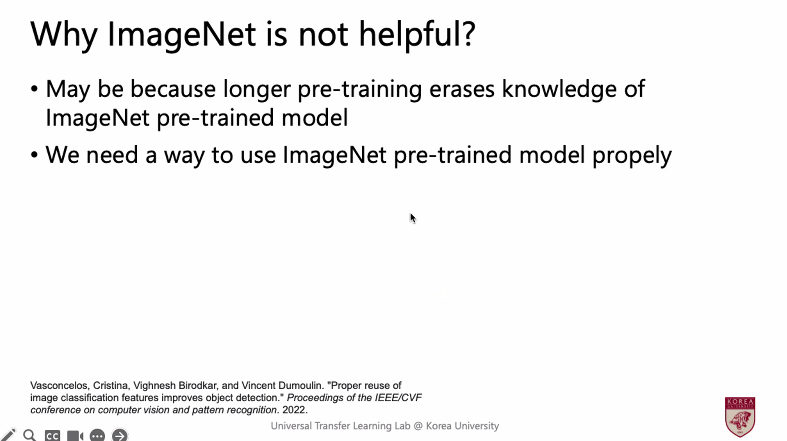 Why ImageNet is not helpful?
• May be because longer pre-training erases knowledge of
ImageNet pre-trained model
• We need a way to use ImageNet pre-trained model propely
Vasconcelos, Cristina, Vighnesh Birodkar, and Vincent Dumoulin. "Proper reuse of
image classification features improves object detection." Proceedings of the IEEE/CVF
conference on computer vision and pattern recognition. 2022.
Universal Transfer Learning Lab @ Korea University
KOREA
CC